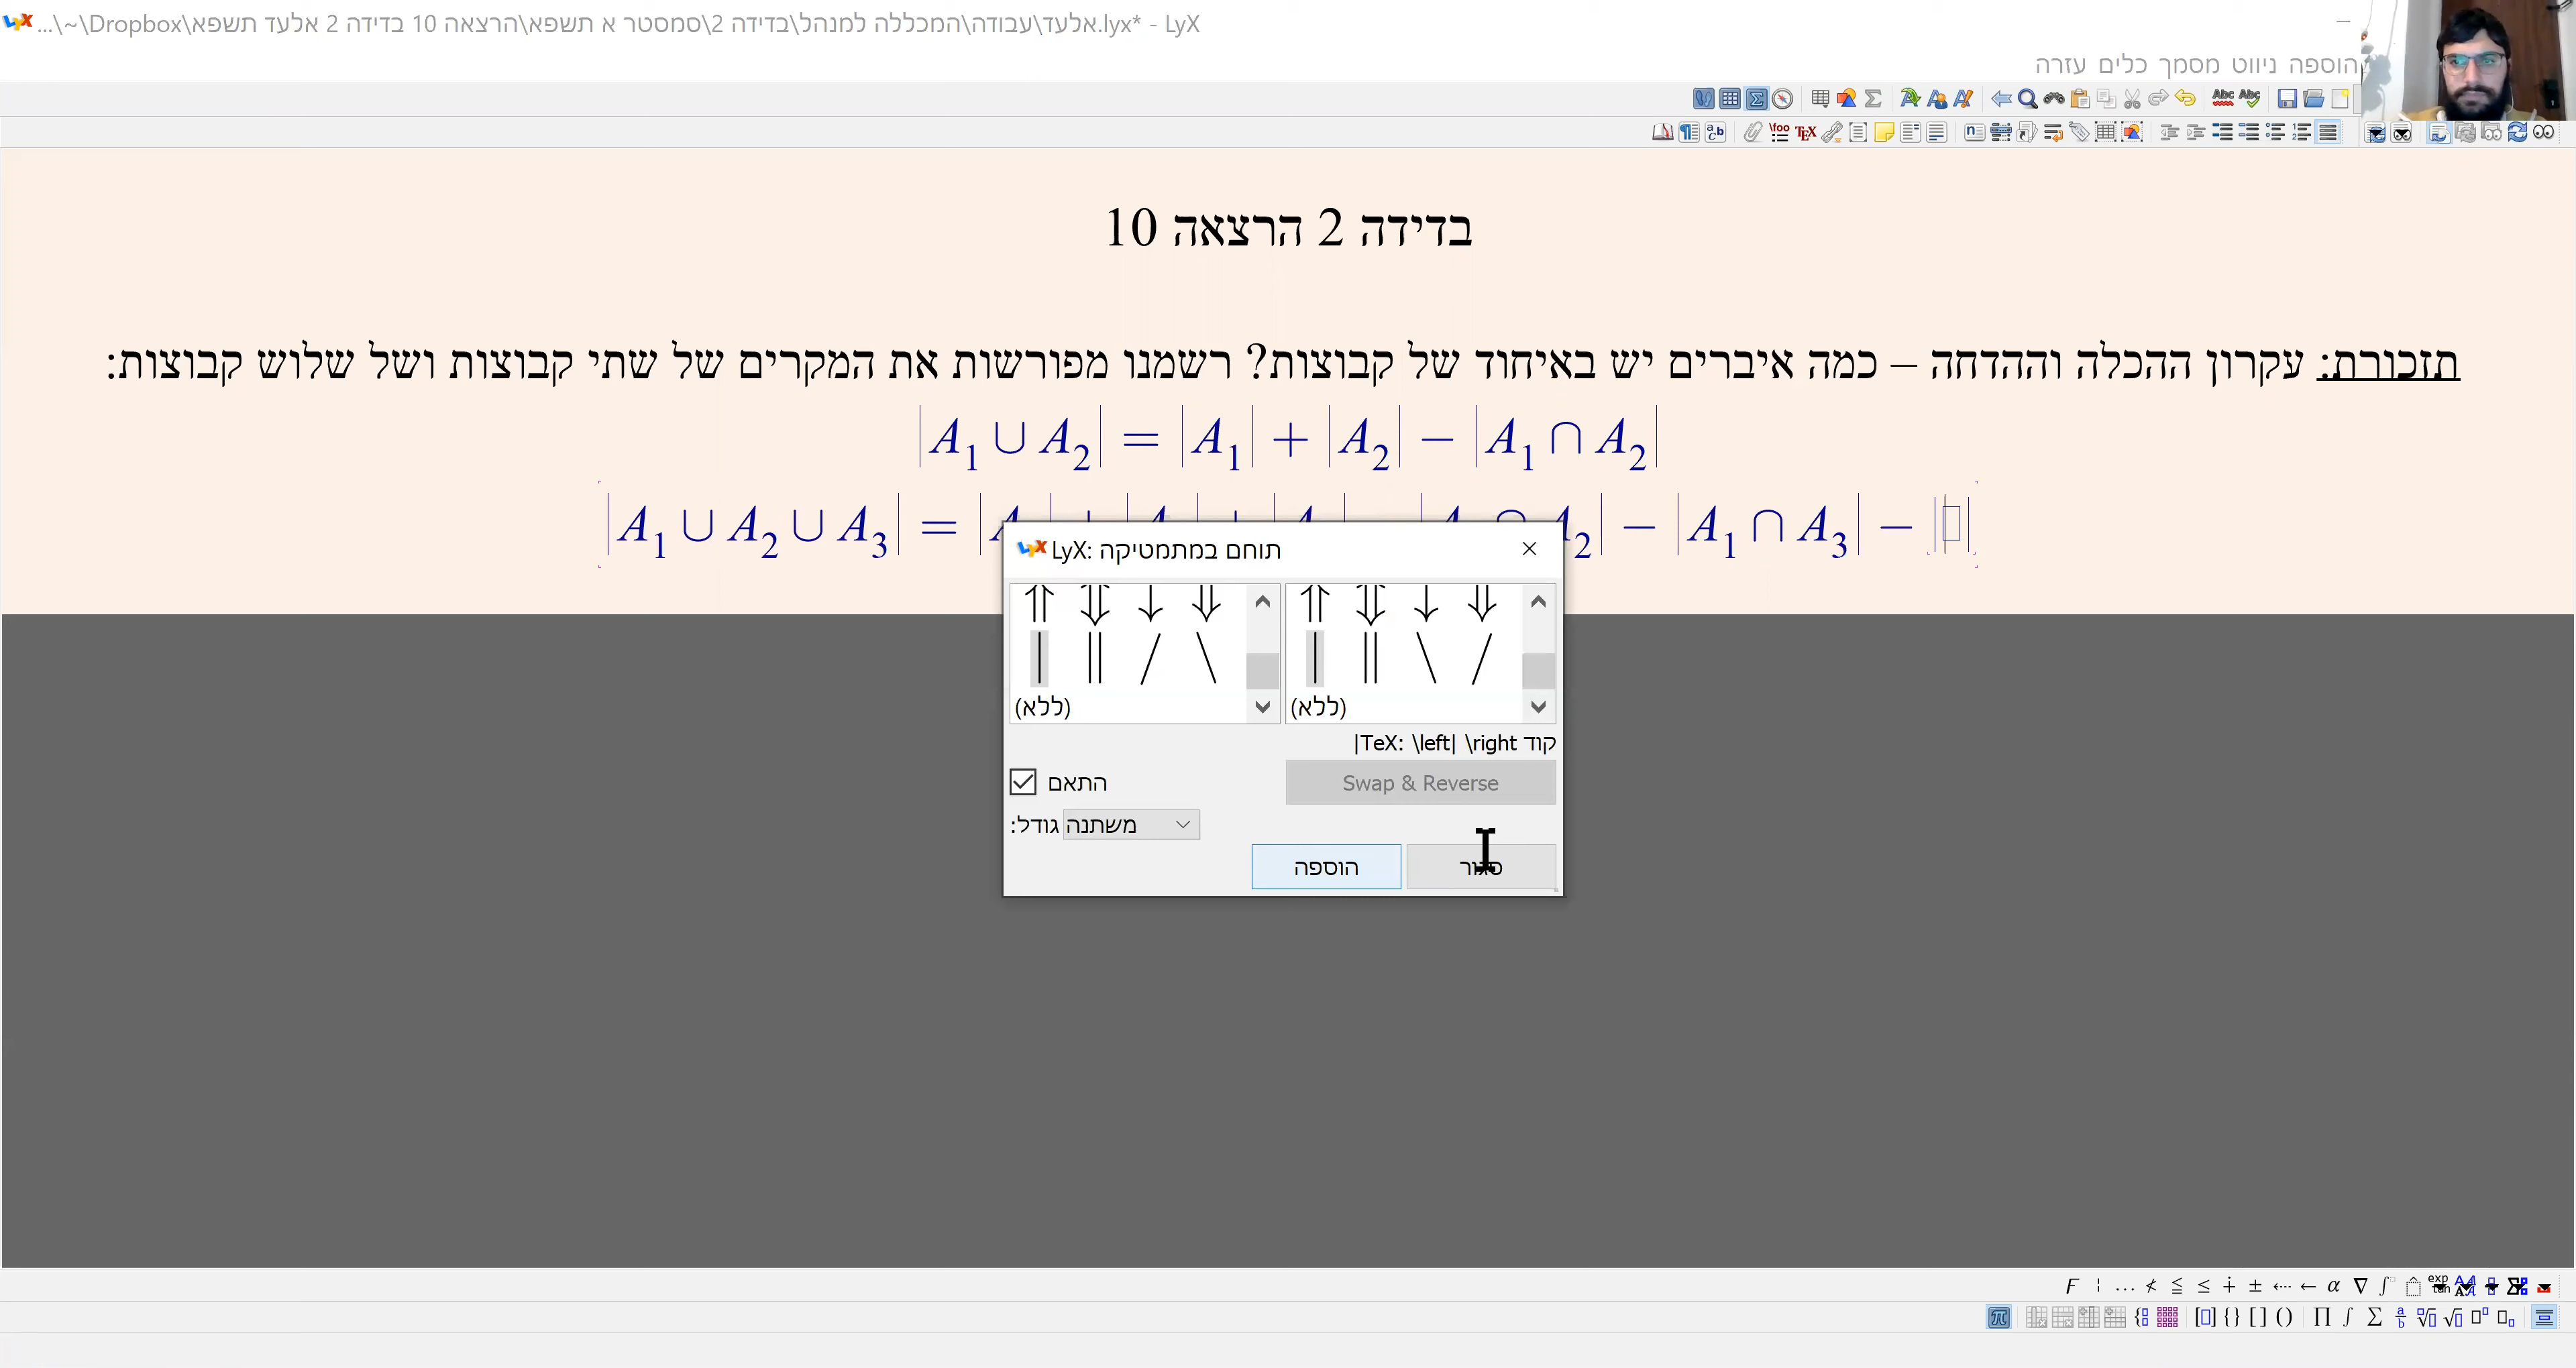 ...\~\Dropbox\אלעד\עבודה\המכללה למנהל\בדידה 2\סמסטר א תשפא\הרצאה 10 בדידה 2 אלעד תשפא.lyx* - LyX
הוספה ניווט מסמך כלים עזרה
בדידה 2 הרצאה 10
תזכורת: עקרון ההכלה וההדחה – כמה איברים יש באיחוד של קבוצות? רשמנו מפורשות את המקרים של שתי קבוצות ושל שלוש קבוצות:
|A₁ ∪ A₂| = |A₁| + |A₂| − |A₁ ∩ A₂|
|A₁ ∪ A₂ ∪ A₃| = |A ∩ A₂| − |A₁ ∩ A₃| − |□|
LyX: תוחם במתמטיקה
(ללא) (ללא)
קוד TeX: \left| \right|
התאם Swap & Reverse
גודל: משתנה
הוספה סגור